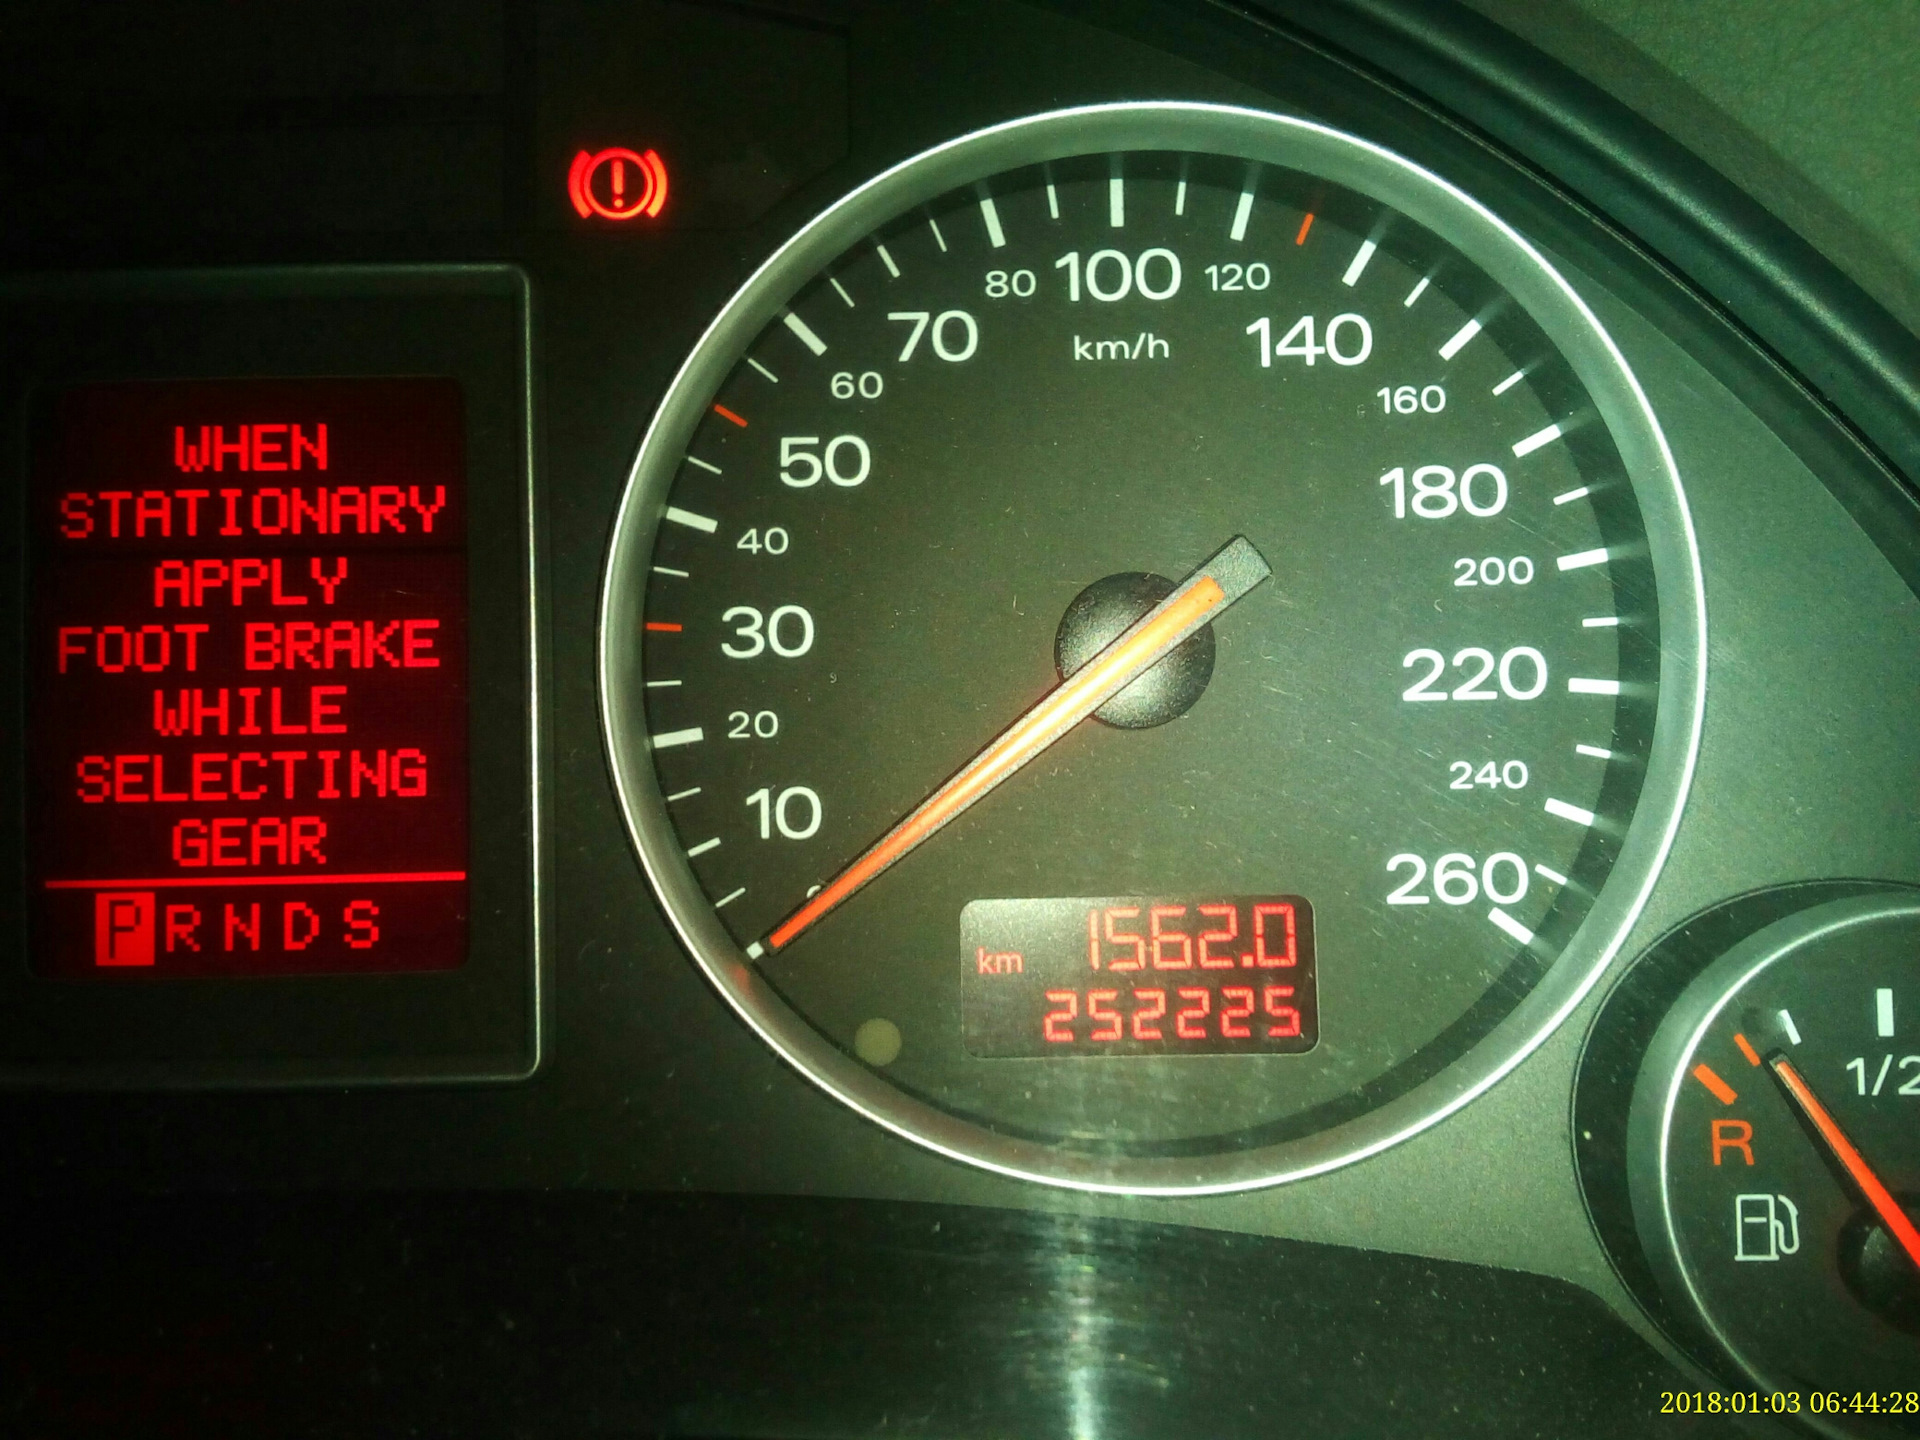 WHEN
STATIONARY
APPLY
FOOT BRAKE
WHILE
SELECTING
GEAR
P R N D S
!
10
20
30
40
50
60
70
80
100
120
140
160
180
200
220
240
260
km/h
km 1562.0
252225
R
1/2
2018:01:03 06:44:28